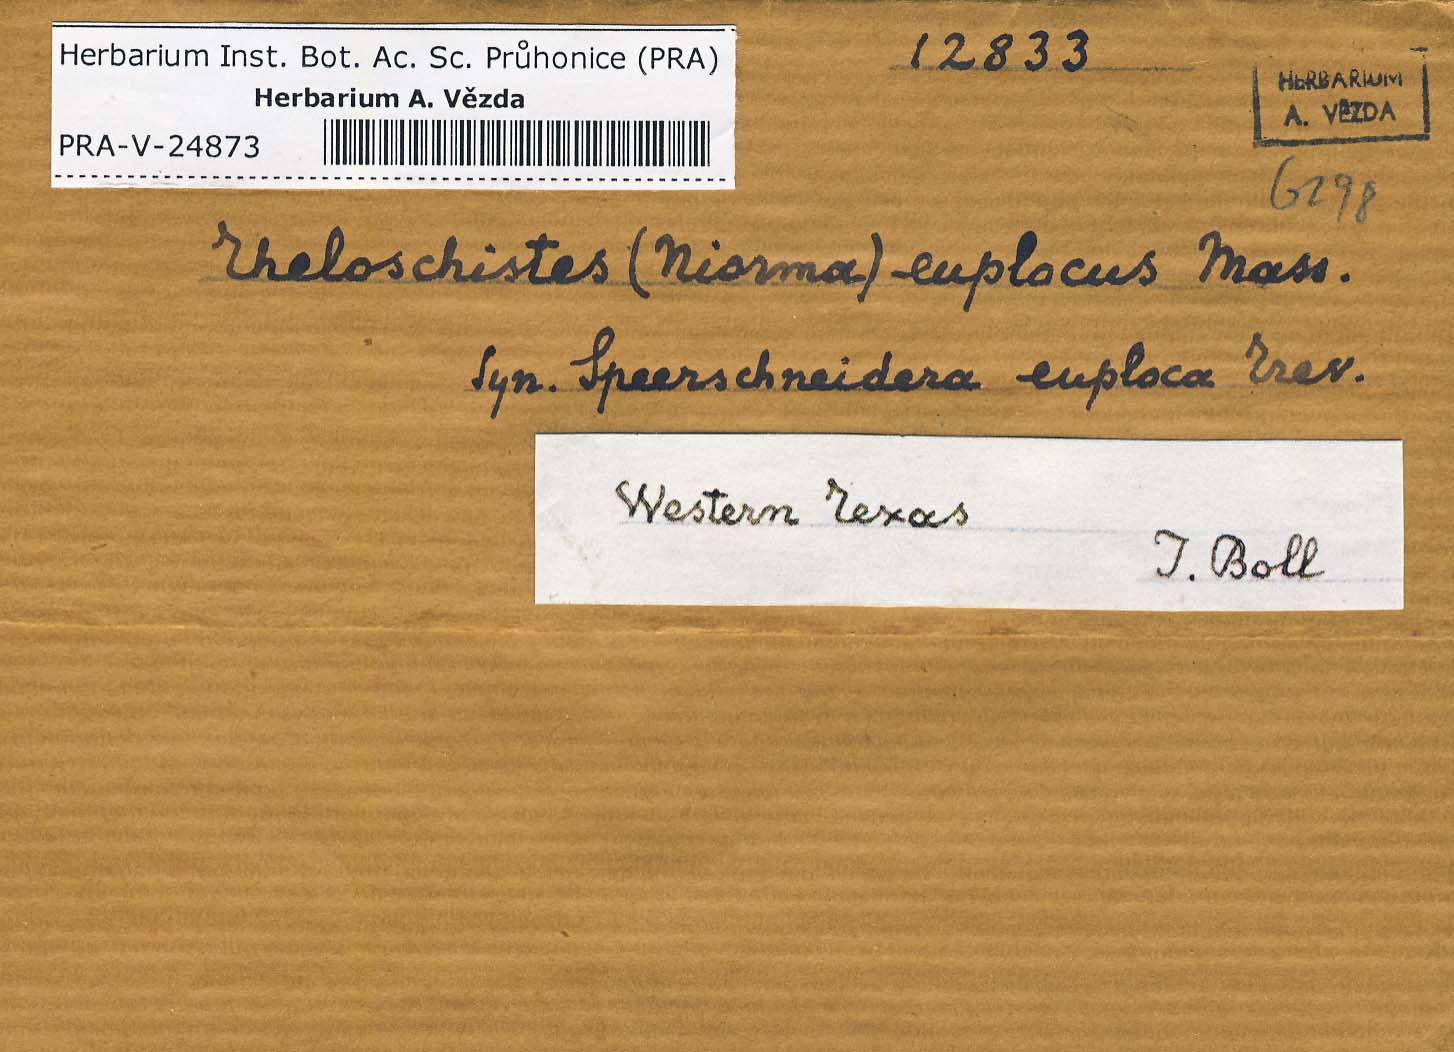 Herbarium Inst. Bot. Ac. Sc. Průhonice (PRA)
Herbarium A. Vězda
PRA-V-24873
12833
HERBARIUM
A. VĚZDA
6298
Theloschistes (Niorma) euplocus Mass.
Syn. Speerschneidera euploca Trev.
Western Texas
J. Boll